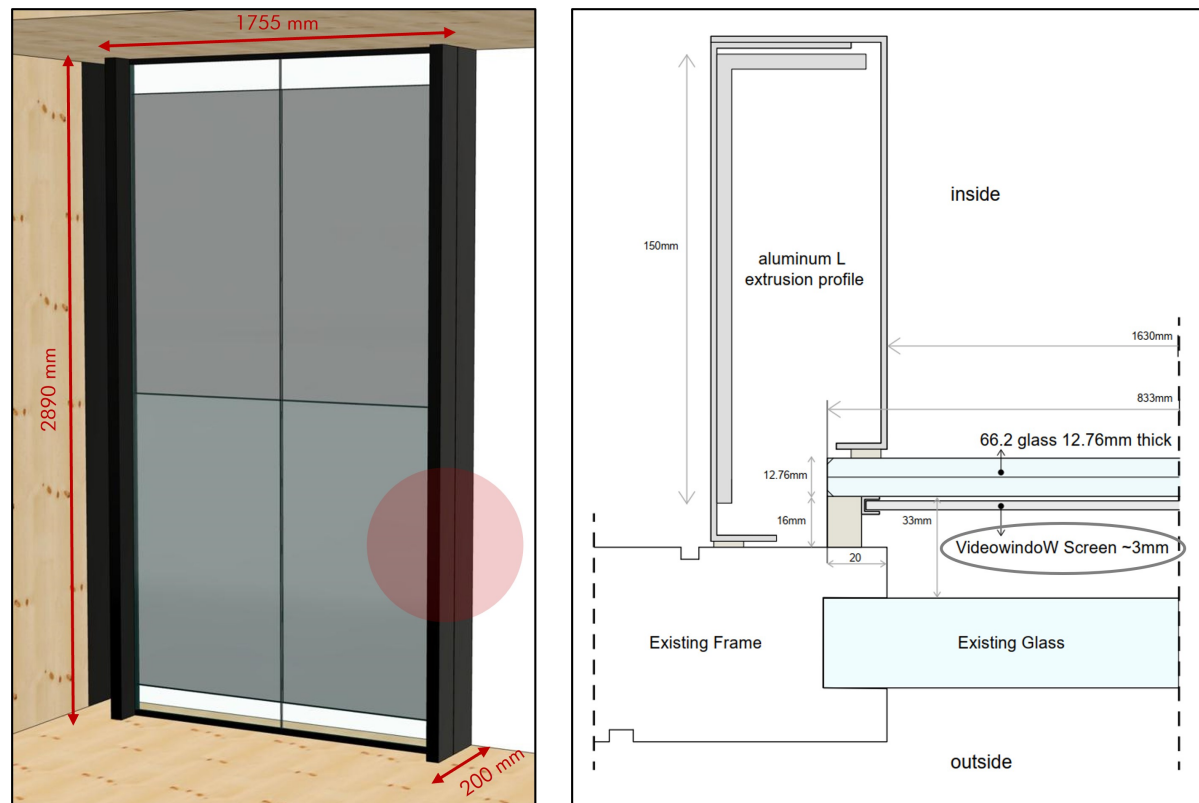 1755 mm
2890 mm
200 mm
inside
150mm
aluminum L
extrusion profile
1630mm
833mm
66.2 glass 12.76mm thick
12.76mm
16mm
33mm
VideowindoW Screen ~3mm
20
Existing Frame
Existing Glass
outside